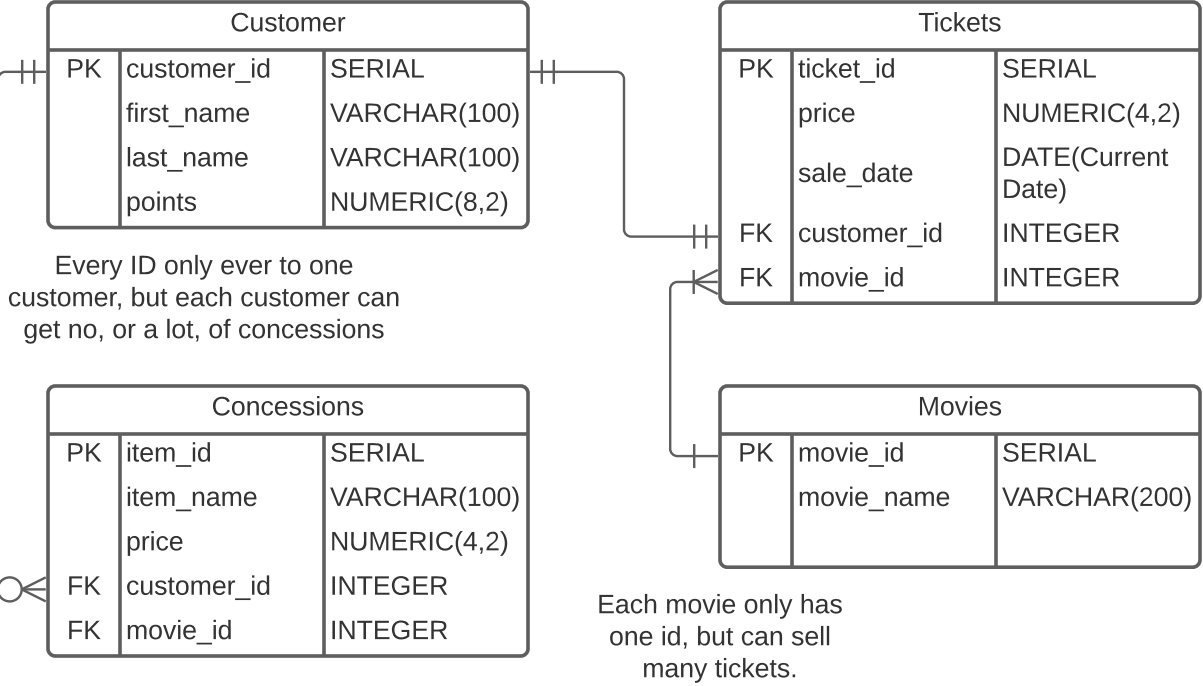 Customer
PK customer_id SERIAL
first_name VARCHAR(100)
last_name VARCHAR(100)
points NUMERIC(8,2)
Every ID only ever to one
customer, but each customer can
get no, or a lot, of concessions
Concessions
PK item_id SERIAL
item_name VARCHAR(100)
price NUMERIC(4,2)
FK customer_id INTEGER
FK movie_id INTEGER
Tickets
PK ticket_id SERIAL
price NUMERIC(4,2)
sale_date DATE(Current
Date)
FK customer_id INTEGER
FK movie_id INTEGER
Movies
PK movie_id SERIAL
movie_name VARCHAR(200)
Each movie only has
one id, but can sell
many tickets.